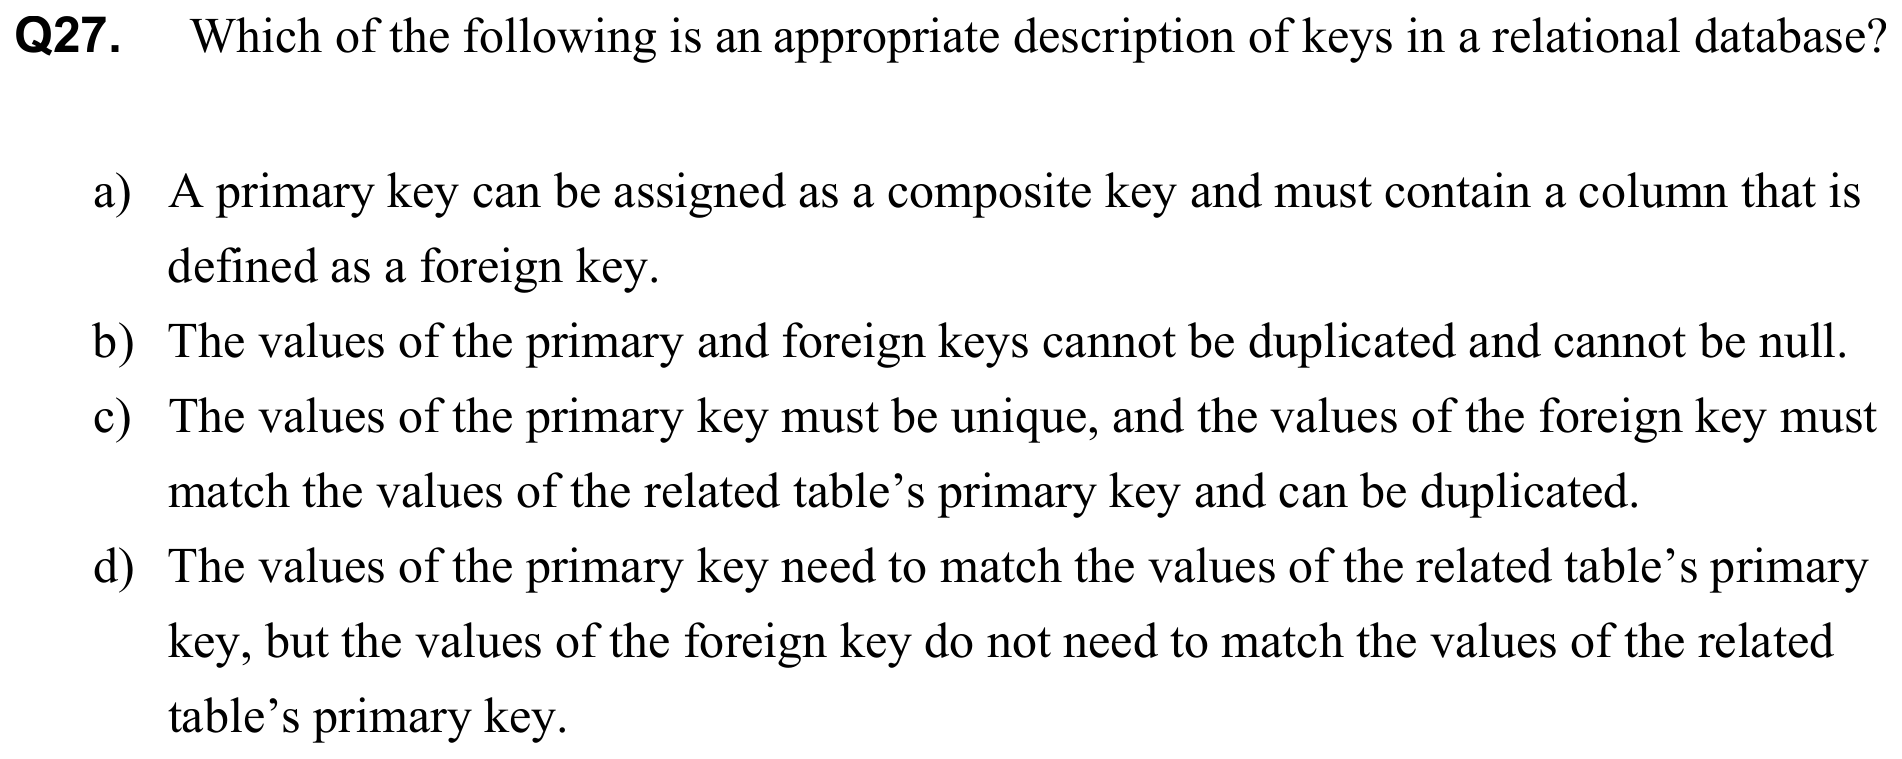 Q27. Which of the following is an appropriate description of keys in a relational database?
a) A primary key can be assigned as a composite key and must contain a column that is
defined as a foreign key.
b) The values of the primary and foreign keys cannot be duplicated and cannot be null.
c) The values of the primary key must be unique, and the values of the foreign key must
match the values of the related table’s primary key and can be duplicated.
d) The values of the primary key need to match the values of the related table’s primary
key, but the values of the foreign key do not need to match the values of the related
table’s primary key.